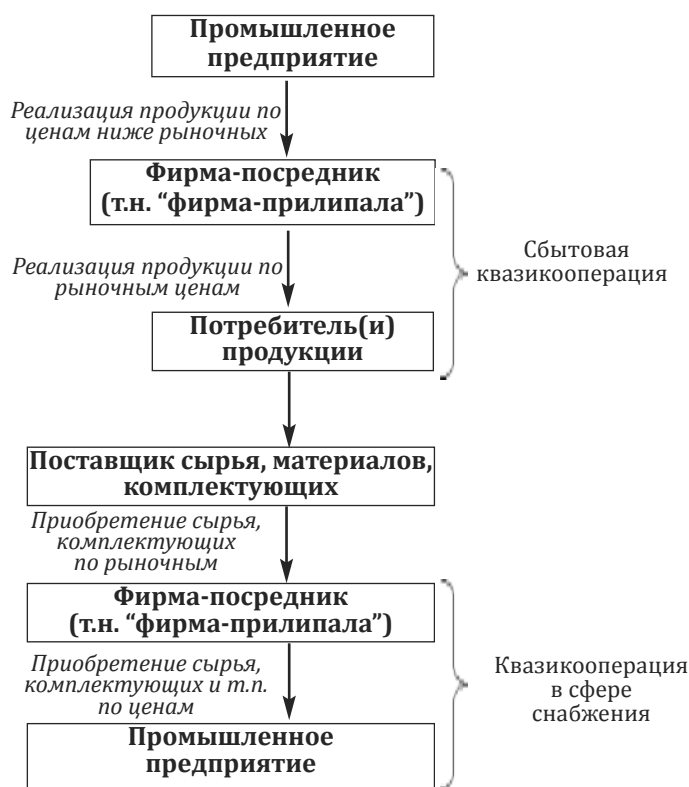 Промышленное
предприятие
Реализация продукции по
ценам ниже рыночных
Фирма-посредник
(т.н. “фирма-прилипала”)
Реализация продукции по
рыночным ценам
Сбытовая
квазикооперация
Потребитель(и)
продукции
Поставщик сырья, материалов,
комплектующих
Приобретение сырья,
комплектующих
по рыночным
Фирма-посредник
(т.н. “фирма-прилипала”)
Приобретение сырья,
комплектующих и т.п.
по ценам
Квазикооперация
в сфере
снабжения
Промышленное
предприятие